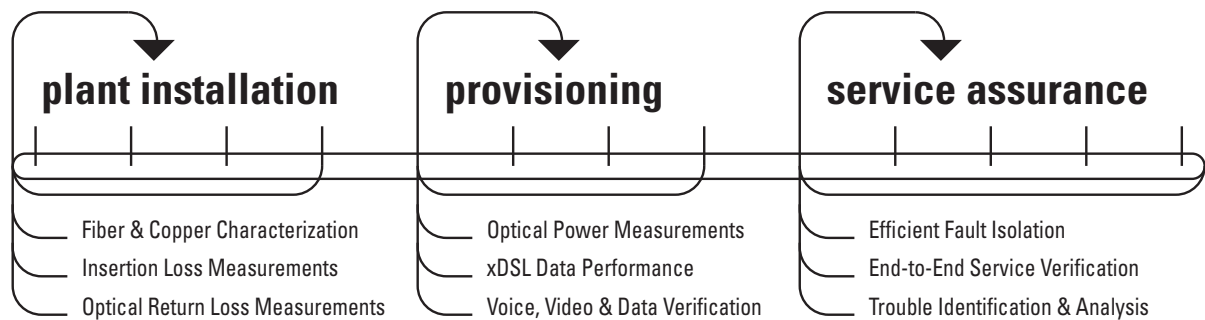 plant installation
Fiber & Copper Characterization
Insertion Loss Measurements
Optical Return Loss Measurements
provisioning
Optical Power Measurements
xDSL Data Performance
Voice, Video & Data Verification
service assurance
Efficient Fault Isolation
End-to-End Service Verification
Trouble Identification & Analysis